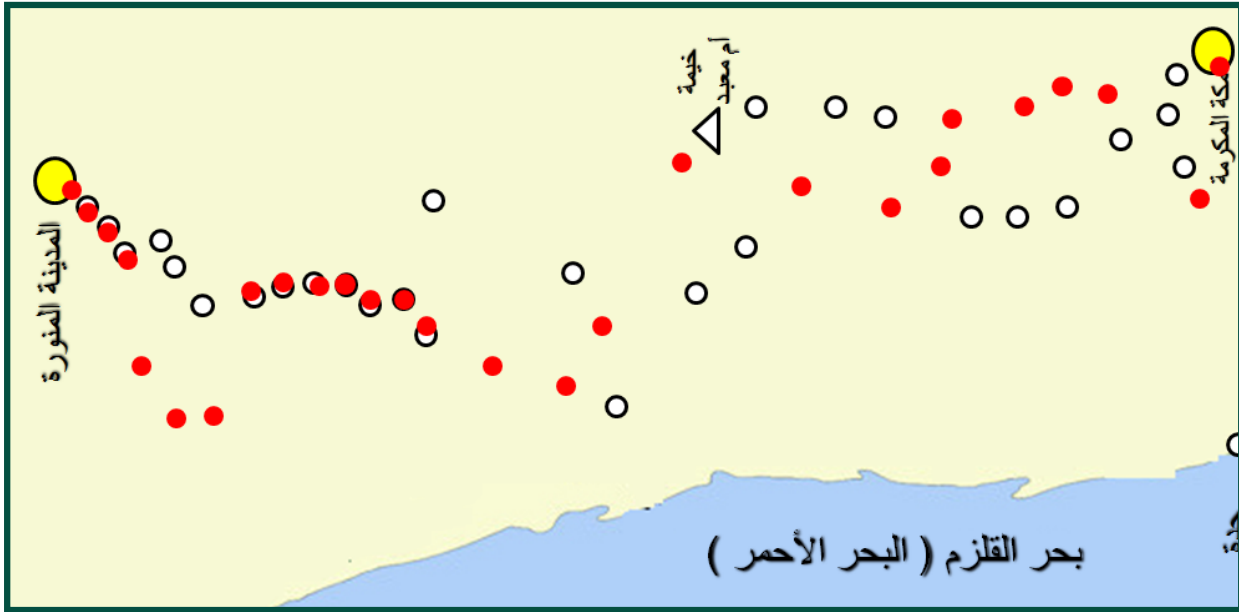 مكة المكرمة
خيمة
أم معبد
المدينة المنورة
بحر القلزم ( البحر الأحمر )